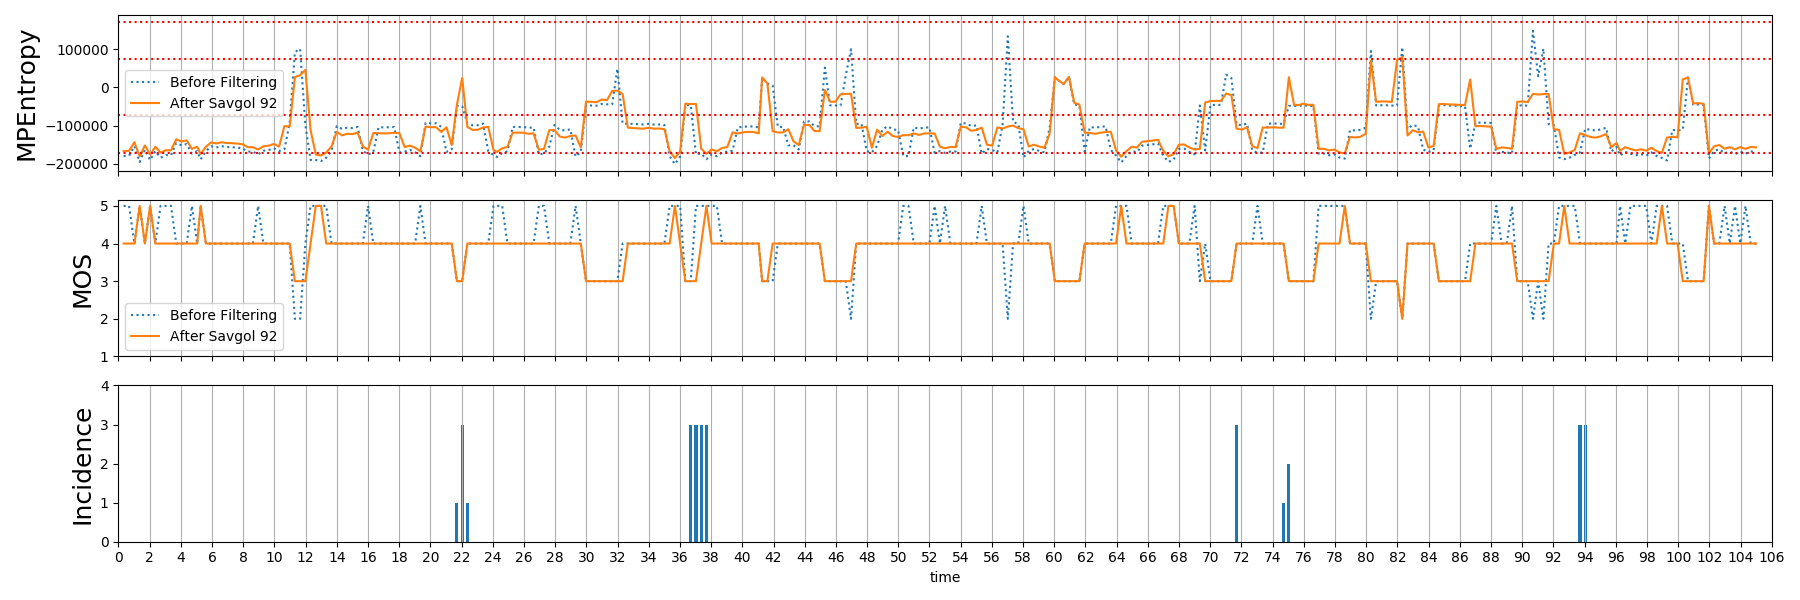 MPEntropy
100000
0
−100000
−200000
Before Filtering
After Savgol 92
MOS
5
4
3
2
1
Before Filtering
After Savgol 92
Incidence
4
3
2
1
0
0 2 4 6 8 10 12 14 16 18 20 22 24 26 28 30 32 34 36 38 40 42 44 46 48 50 52 54 56 58 60 62 64 66 68 70 72 74 76 78 80 82 84 86 88 90 92 94 96 98 100 102 104 106
time